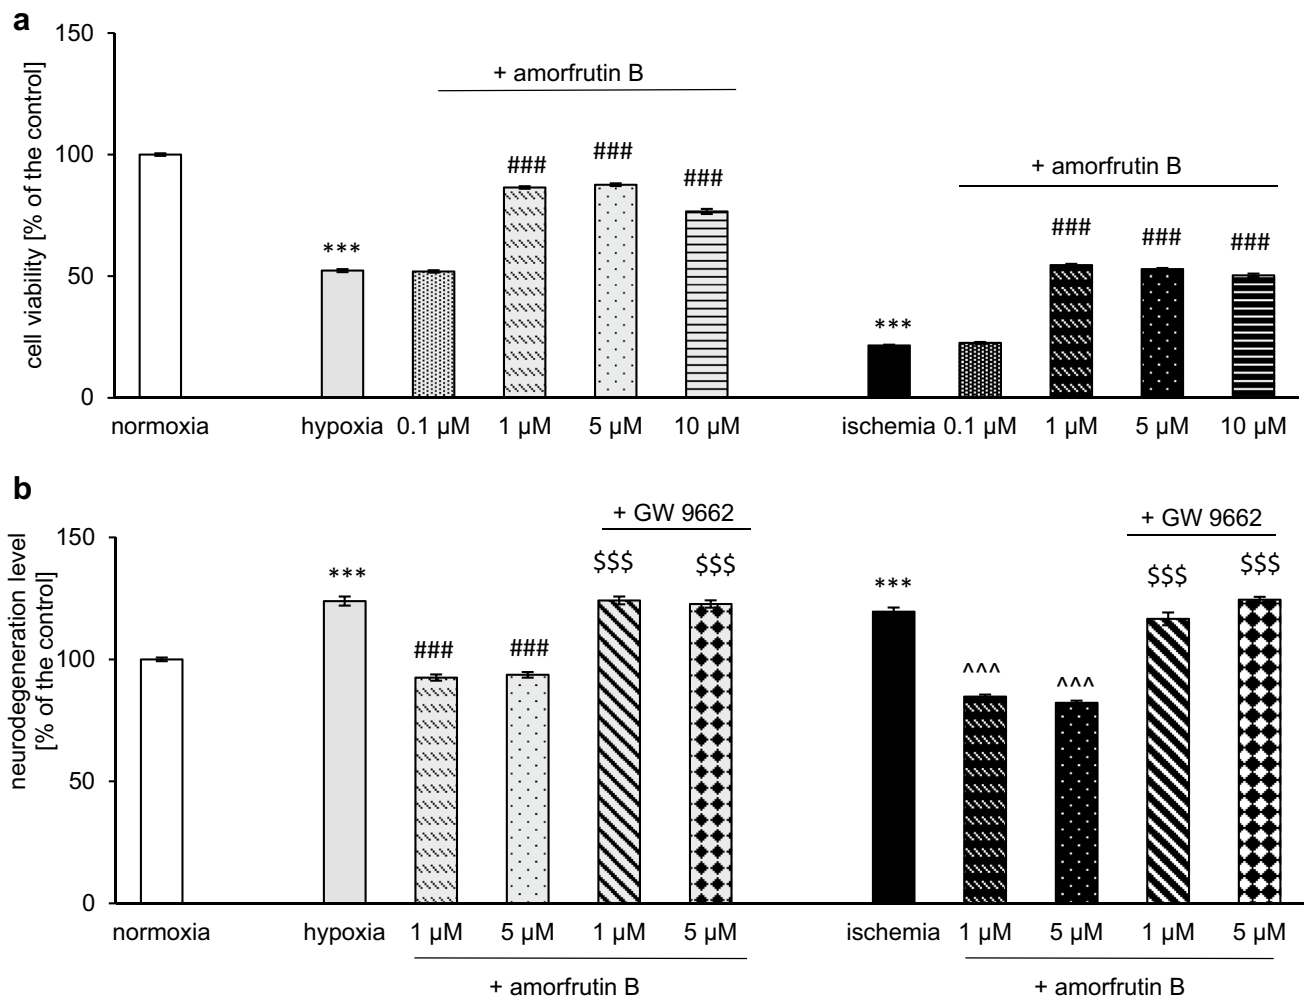 a
cell viability [% of the control]
150
100
50
0
+ amorfrutin B
+ amorfrutin B
*** ### ### ###
*** ### ### ###
normoxia hypoxia 0.1 µM 1 µM 5 µM 10 µM ischemia 0.1 µM 1 µM 5 µM 10 µM
b
neurodegeneration level
[% of the control]
150
100
50
0
+ GW 9662
+ GW 9662
*** ### ### $$$ $$$
*** ^^^ ^^^ $$$ $$$
normoxia hypoxia 1 µM 5 µM 1 µM 5 µM ischemia 1 µM 5 µM 1 µM 5 µM
+ amorfrutin B
+ amorfrutin B